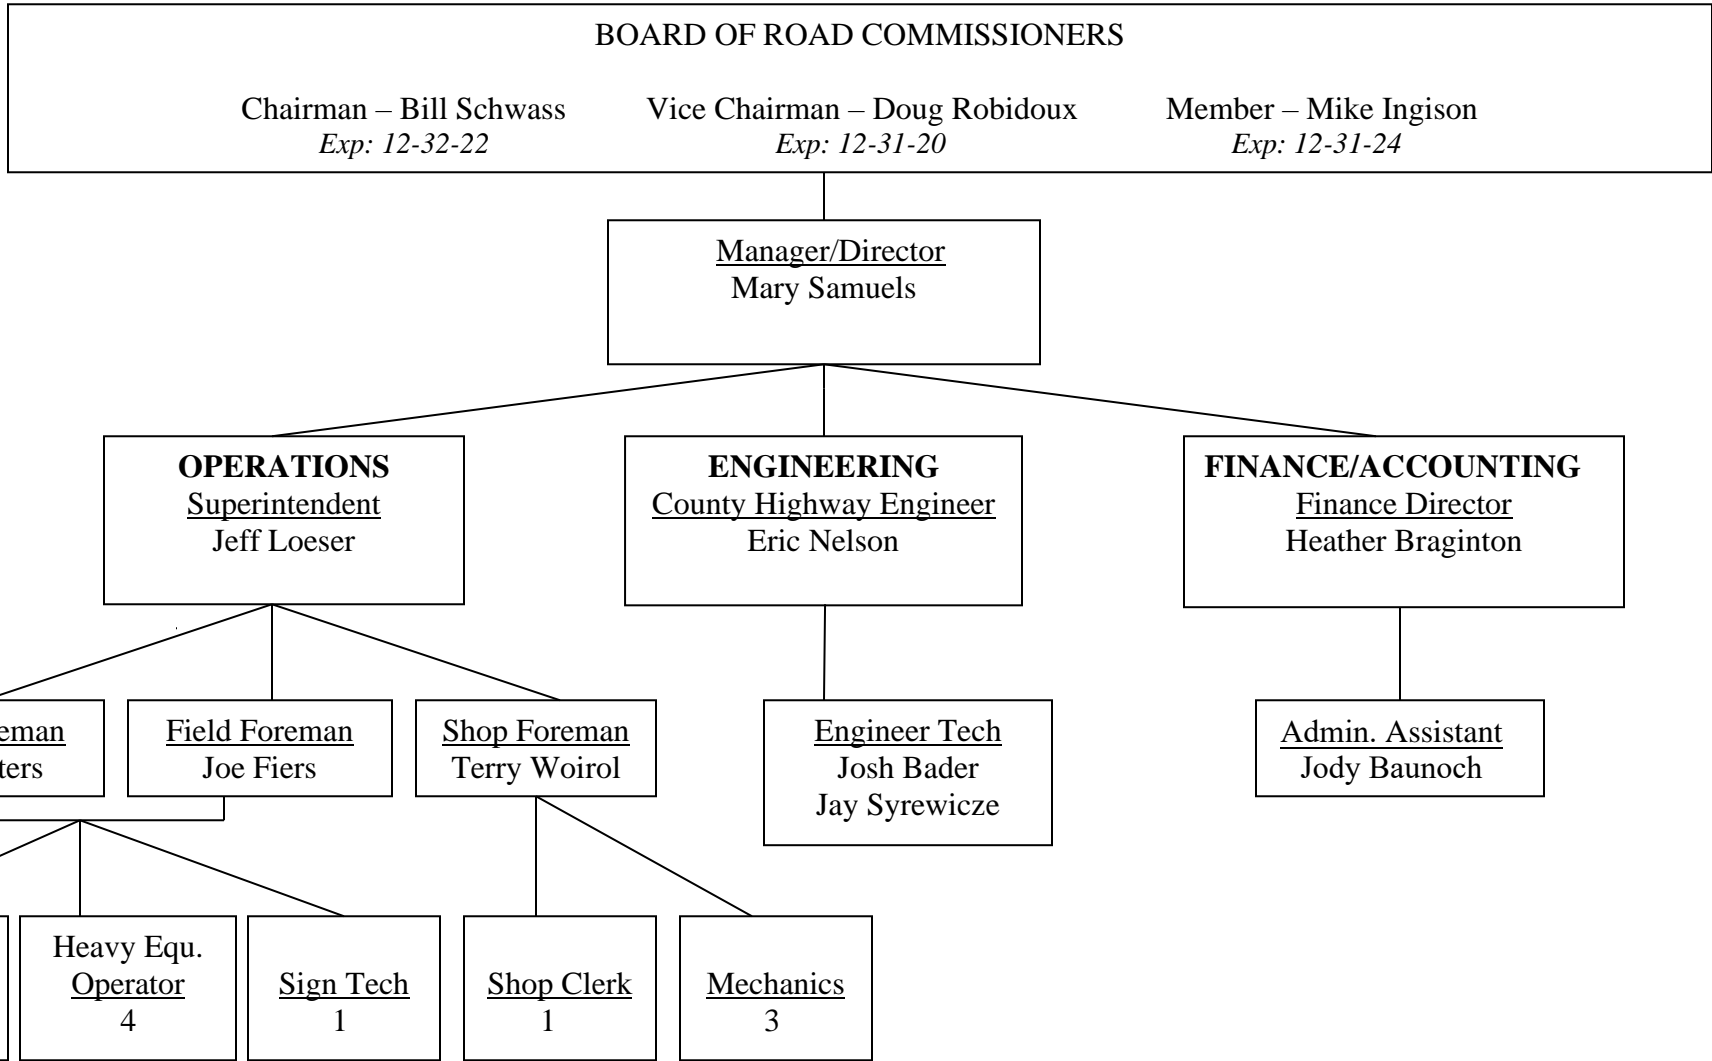 BOARD OF ROAD COMMISSIONERS
Chairman – Bill Schwass Vice Chairman – Doug Robidoux Member – Mike Ingison
Exp: 12-32-22 Exp: 12-31-20 Exp: 12-31-24
Manager/Director
Mary Samuels
OPERATIONS
Superintendent
Jeff Loeser
ENGINEERING
County Highway Engineer
Eric Nelson
FINANCE/ACCOUNTING
Finance Director
Heather Braginton
eman
ters
Field Foreman
Joe Fiers
Shop Foreman
Terry Woirol
Engineer Tech
Josh Bader
Jay Syrewicze
Admin. Assistant
Jody Baunoch
Heavy Equ.
Operator
4
Sign Tech
1
Shop Clerk
1
Mechanics
3